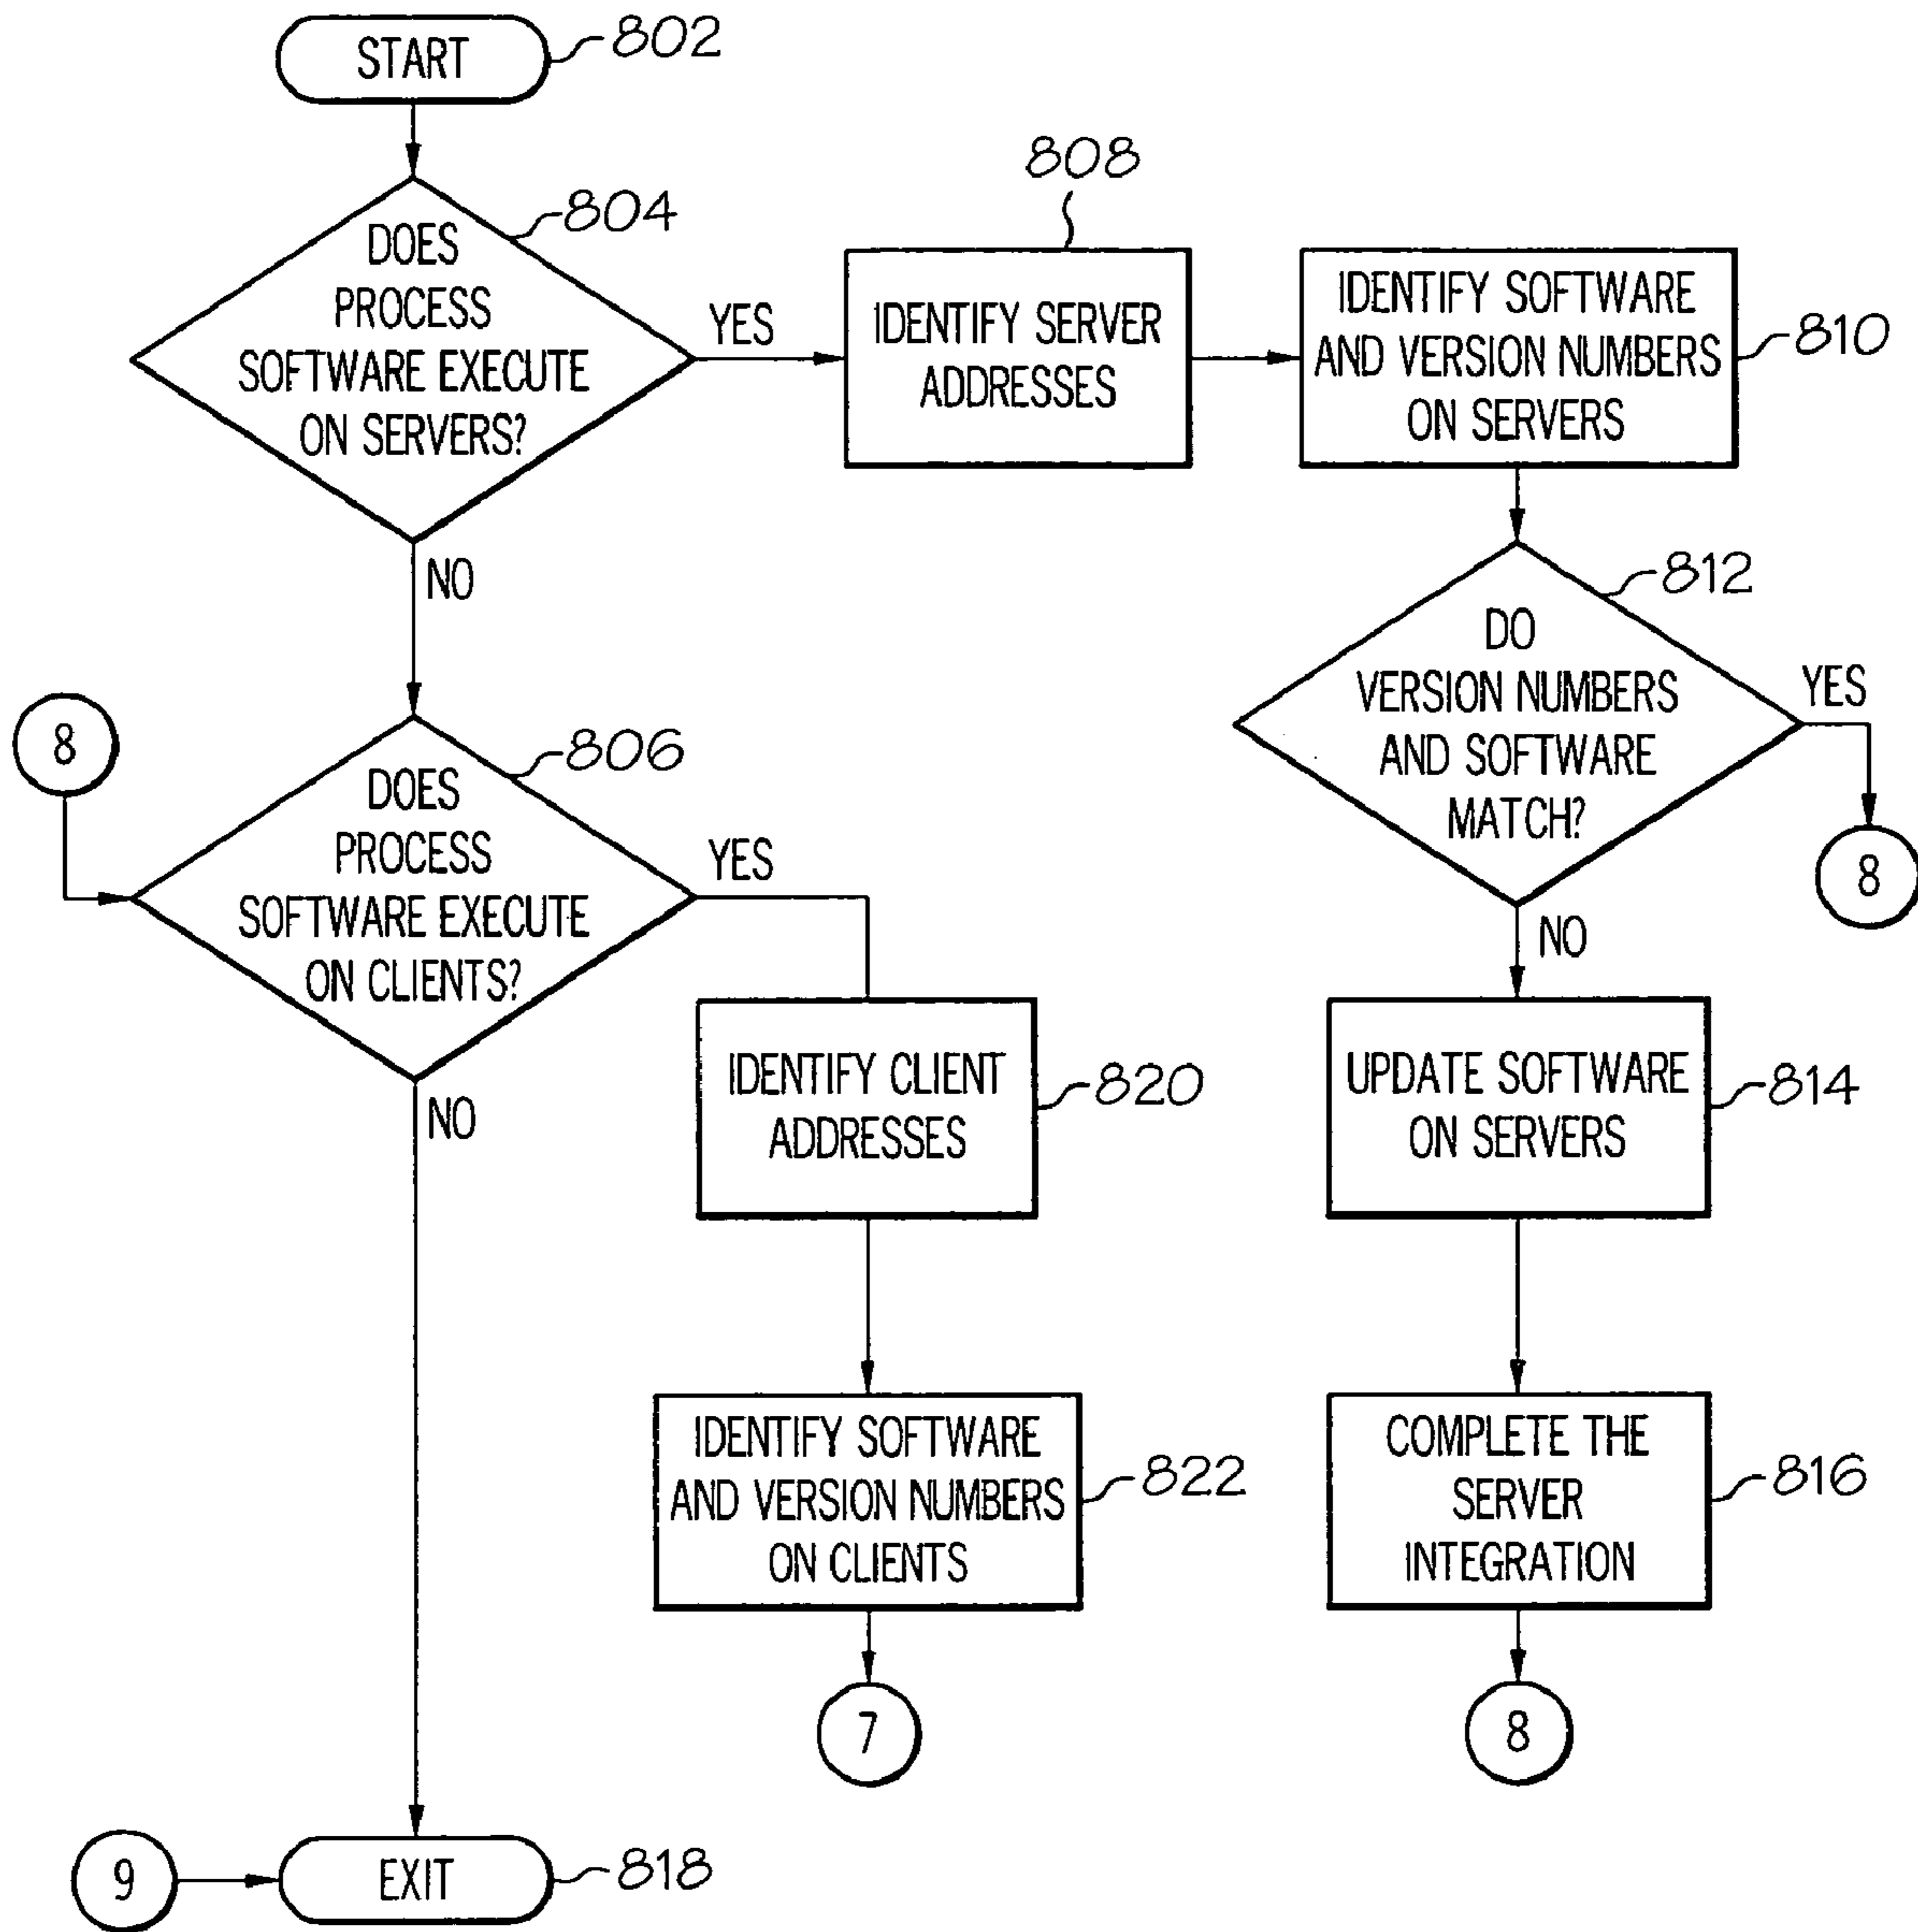 START
802
DOES
PROCESS
SOFTWARE EXECUTE
ON SERVERS?
804
YES
NO
808
IDENTIFY SERVER
ADDRESSES
IDENTIFY SOFTWARE
AND VERSION NUMBERS
ON SERVERS
810
DO
VERSION NUMBERS
AND SOFTWARE
MATCH?
812
YES
8
NO
8
DOES
PROCESS
SOFTWARE EXECUTE
ON CLIENTS?
806
YES
NO
IDENTIFY CLIENT
ADDRESSES
820
UPDATE SOFTWARE
ON SERVERS
814
IDENTIFY SOFTWARE
AND VERSION NUMBERS
ON CLIENTS
822
COMPLETE THE
SERVER
INTEGRATION
816
7
8
9
EXIT
818